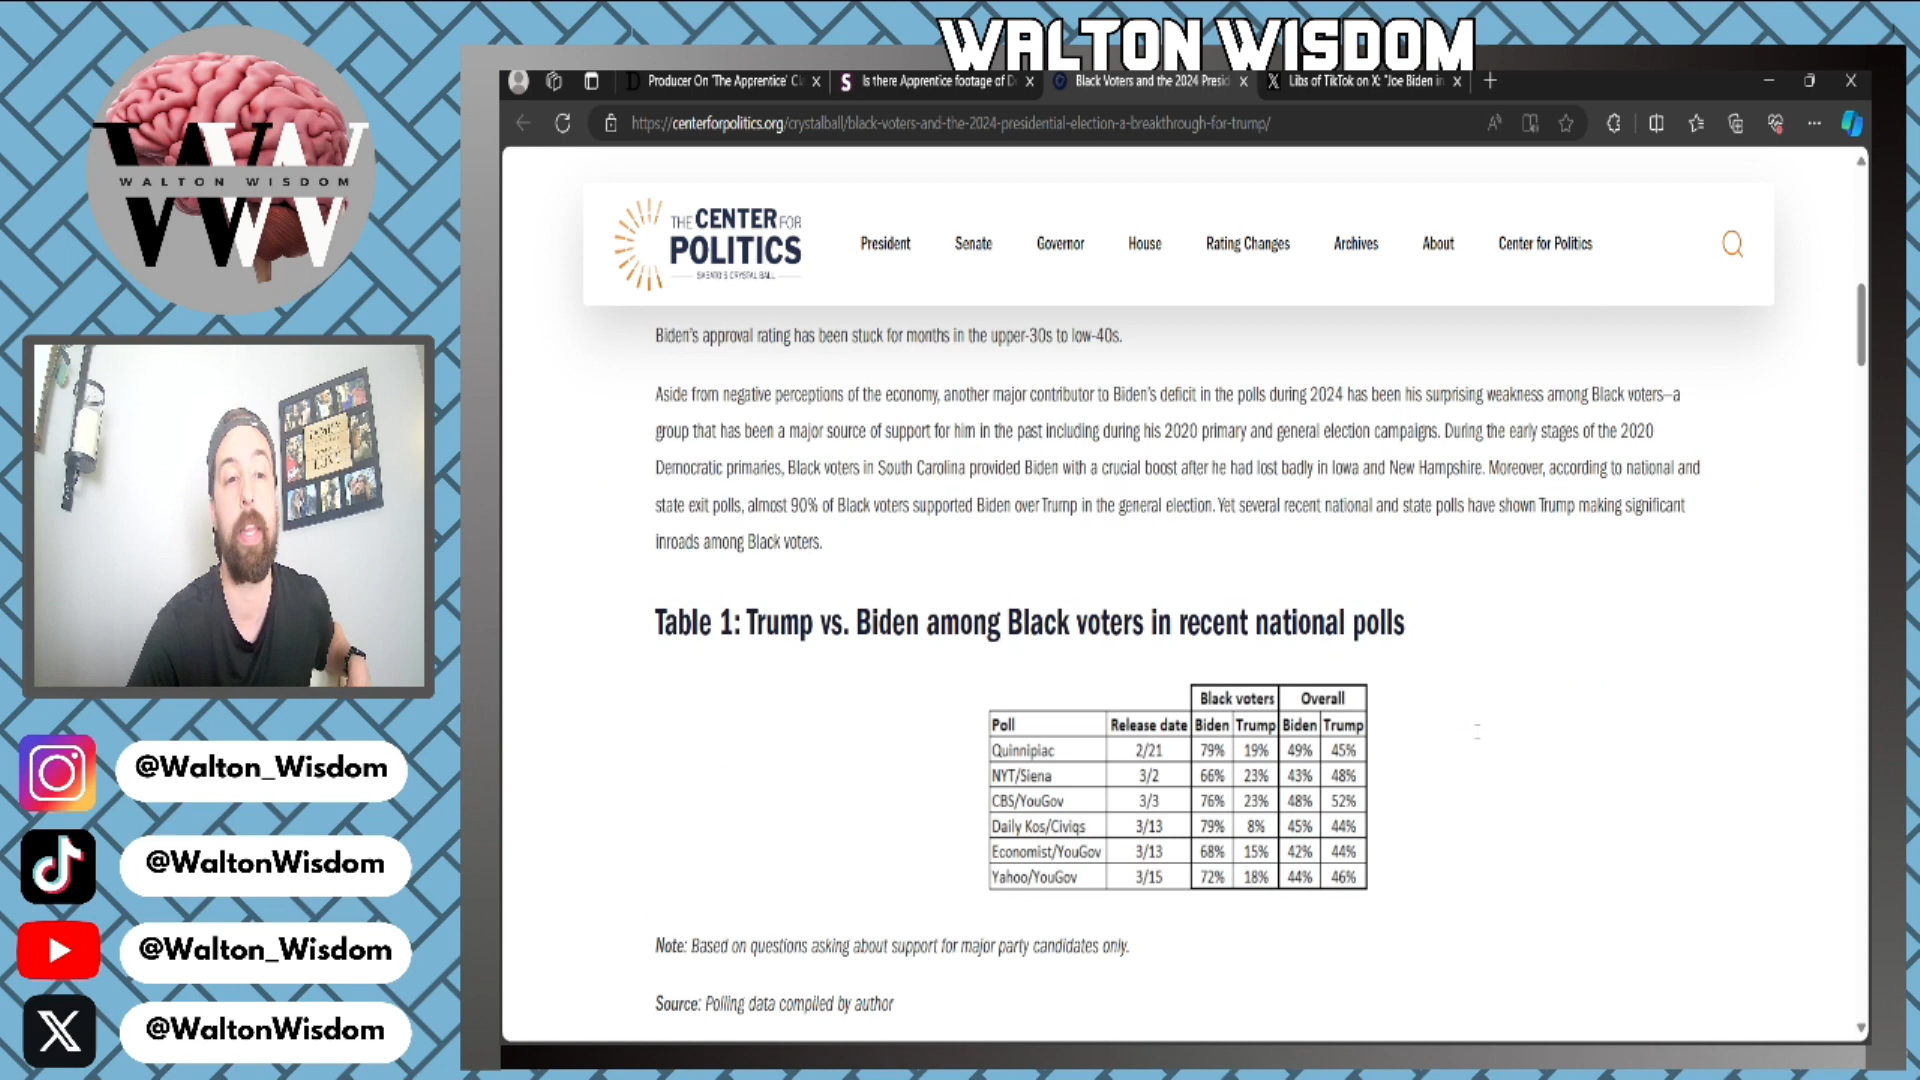 WALTON WISDOM
WALTON WISDOM
Producer On 'The Apprentice' Cl
Is there Apprentice footage of D
Black Voters and the 2024 Presid
Libs of TikTok on X: "Joe Biden in
https://centerforpolitics.org/crystalball/black-voters-and-the-2024-presidential-election-a-breakthrough-for-trump/
THE CENTER FOR
POLITICS
SABATO'S CRYSTAL BALL
President Senate Governor House Rating Changes Archives About Center for Politics
Biden's approval rating has been stuck for months in the upper-30s to low-40s.
Aside from negative perceptions of the economy, another major contributor to Biden's deficit in the polls during 2024 has been his surprising weakness among Black voters—a
group that has been a major source of support for him in the past including during his 2020 primary and general election campaigns. During the early stages of the 2020
Democratic primaries, Black voters in South Carolina provided Biden with a crucial boost after he had lost badly in Iowa and New Hampshire. Moreover, according to national and
state exit polls, almost 90% of Black voters supported Biden over Trump in the general election. Yet several recent national and state polls have shown Trump making significant
inroads among Black voters.
Table 1: Trump vs. Biden among Black voters in recent national polls
Black voters Overall
Poll Release date Biden Trump Biden Trump
Quinnipiac 2/21 79% 19% 49% 45%
NYT/Siena 3/2 66% 23% 43% 48%
CBS/YouGov 3/3 76% 23% 48% 52%
Daily Kos/Civiqs 3/13 79% 8% 45% 44%
Economist/YouGov 3/13 68% 15% 42% 44%
Yahoo/YouGov 3/15 72% 18% 44% 46%
Note: Based on questions asking about support for major party candidates only.
Source: Polling data compiled by author
@Walton_Wisdom
@WaltonWisdom
@Walton_Wisdom
@WaltonWisdom